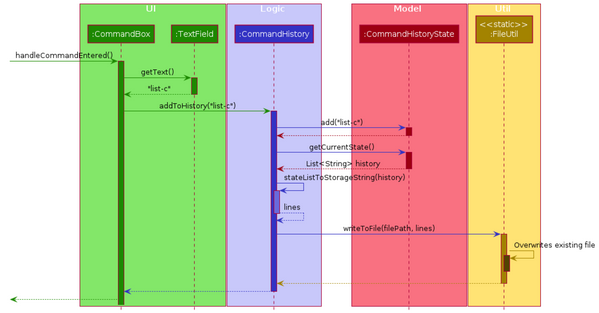 UI
Logic
Model
Util
:CommandBox
:TextField
:CommandHistory
:CommandHistoryState
<<static>>
:FileUtil
handleCommandEntered()
getText()
"list-c"
addToHistory("list-c")
add("list-c")
getCurrentState()
List<String> history
stateListToStorageString(history)
lines
writeToFile(filePath, lines)
Overwrites existing file